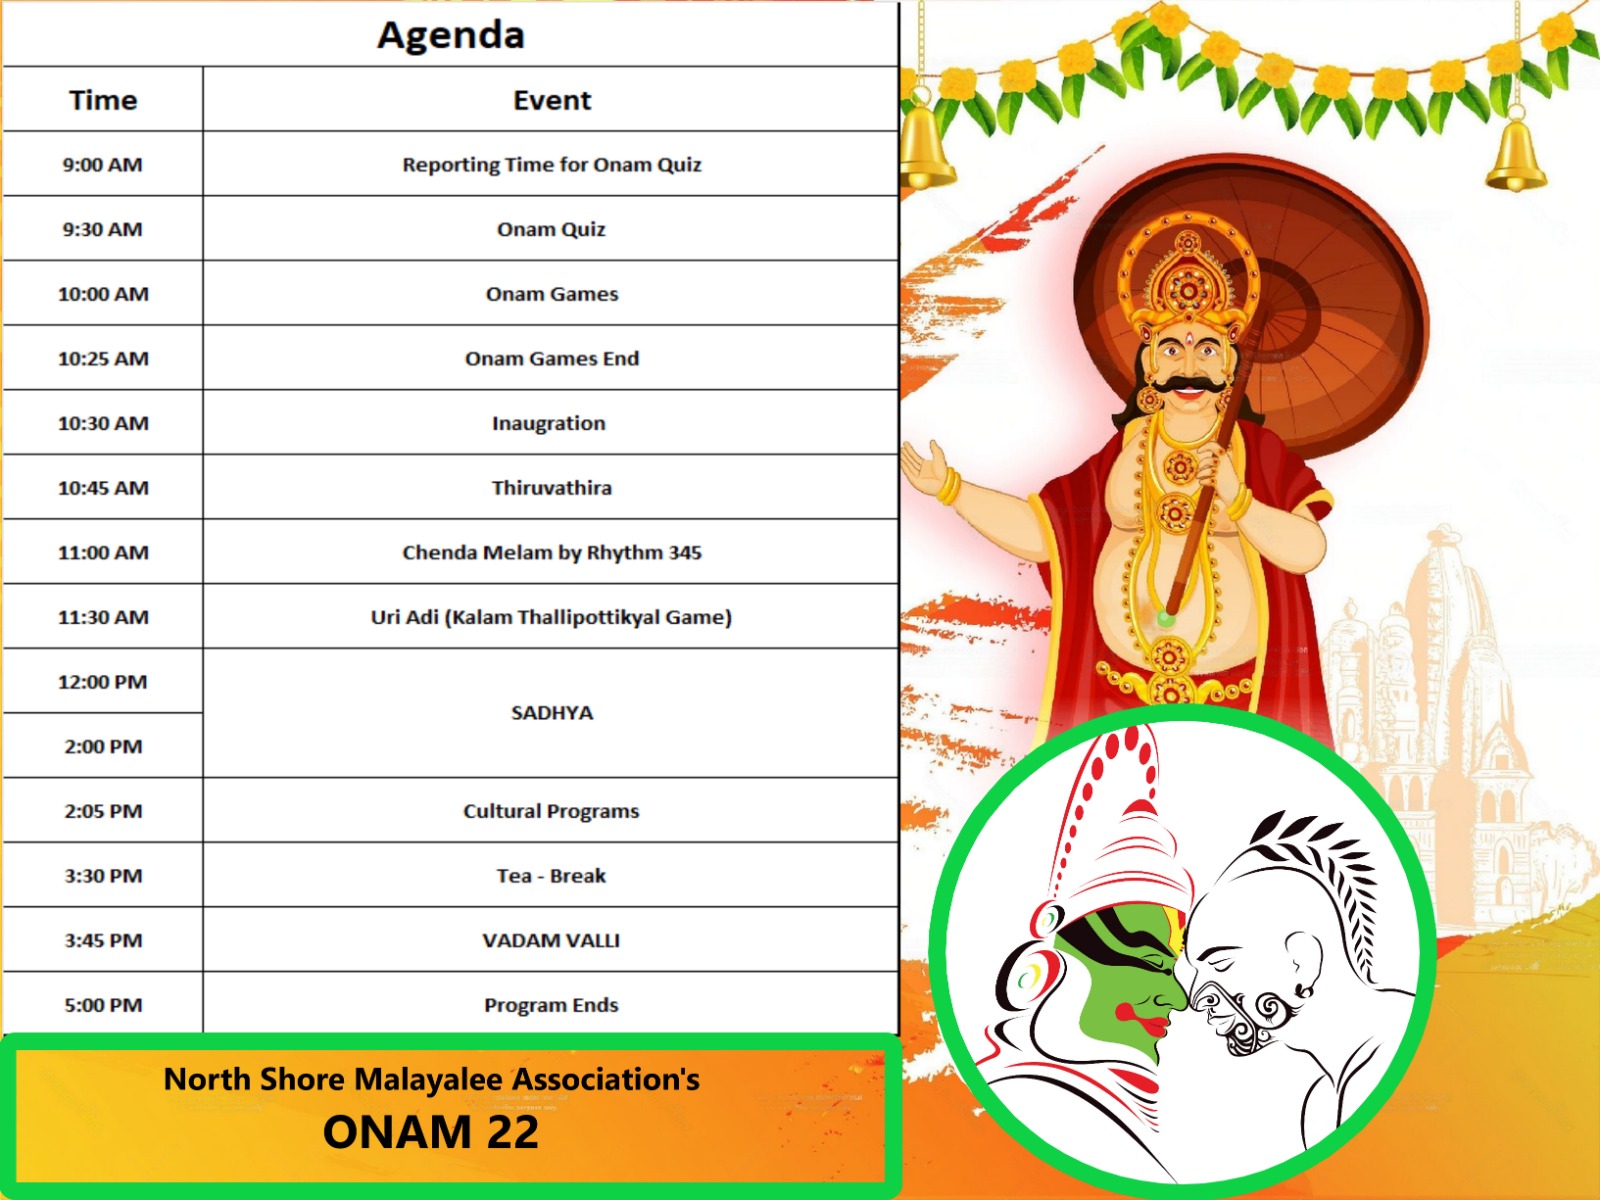 Agenda
Time Event
9:00 AM Reporting Time for Onam Quiz
9:30 AM Onam Quiz
10:00 AM Onam Games
10:25 AM Onam Games End
10:30 AM Inaugration
10:45 AM Thiruvathira
11:00 AM Chenda Melam by Rhythm 345
11:30 AM Uri Adi (Kalam Thallipottikyal Game)
12:00 PM
SADHYA
2:00 PM
2:05 PM Cultural Programs
3:30 PM Tea - Break
3:45 PM VADAM VALLI
5:00 PM Program Ends
North Shore Malayalee Association's
ONAM 22